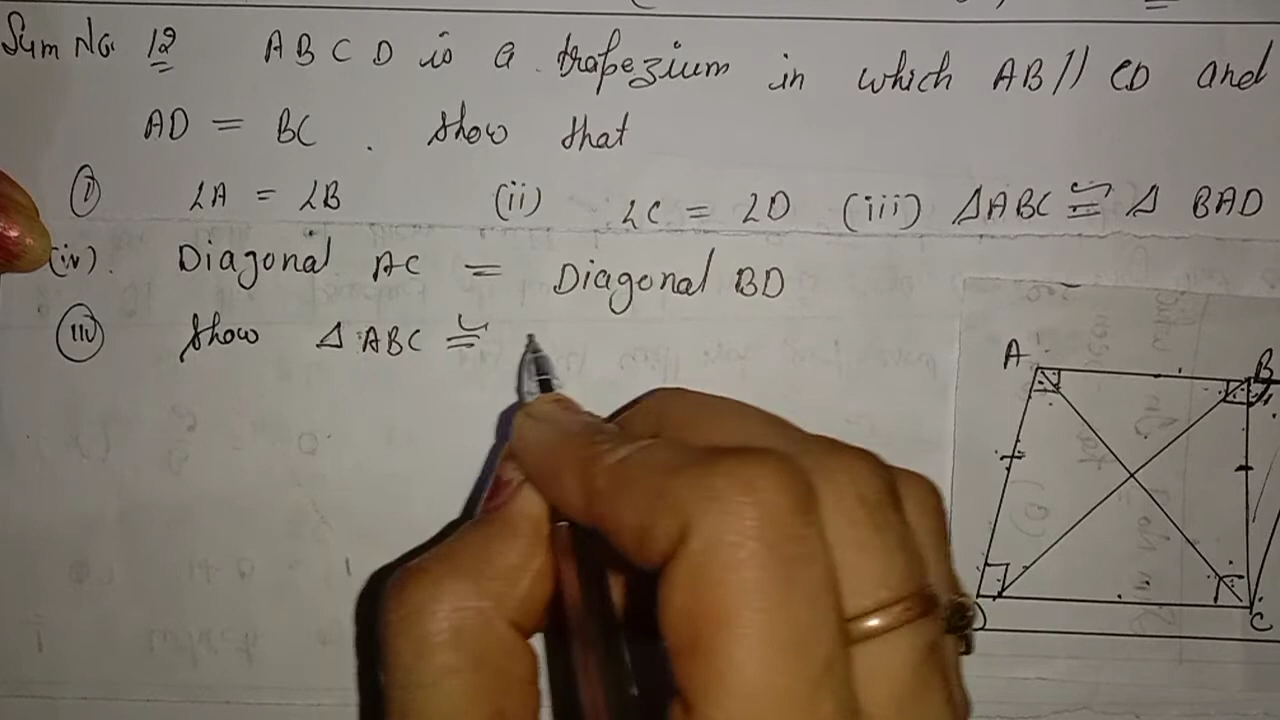 Sum No. 12 ABCD is a trapezium in which AB // CD and
AD = BC . Show that
(i) ∠A = ∠B (ii) ∠C = ∠D (iii) ΔABC ≅ Δ BAD
(iv). Diagonal AC = Diagonal BD
(iii) Show Δ ABC ≅
A
B
D
C